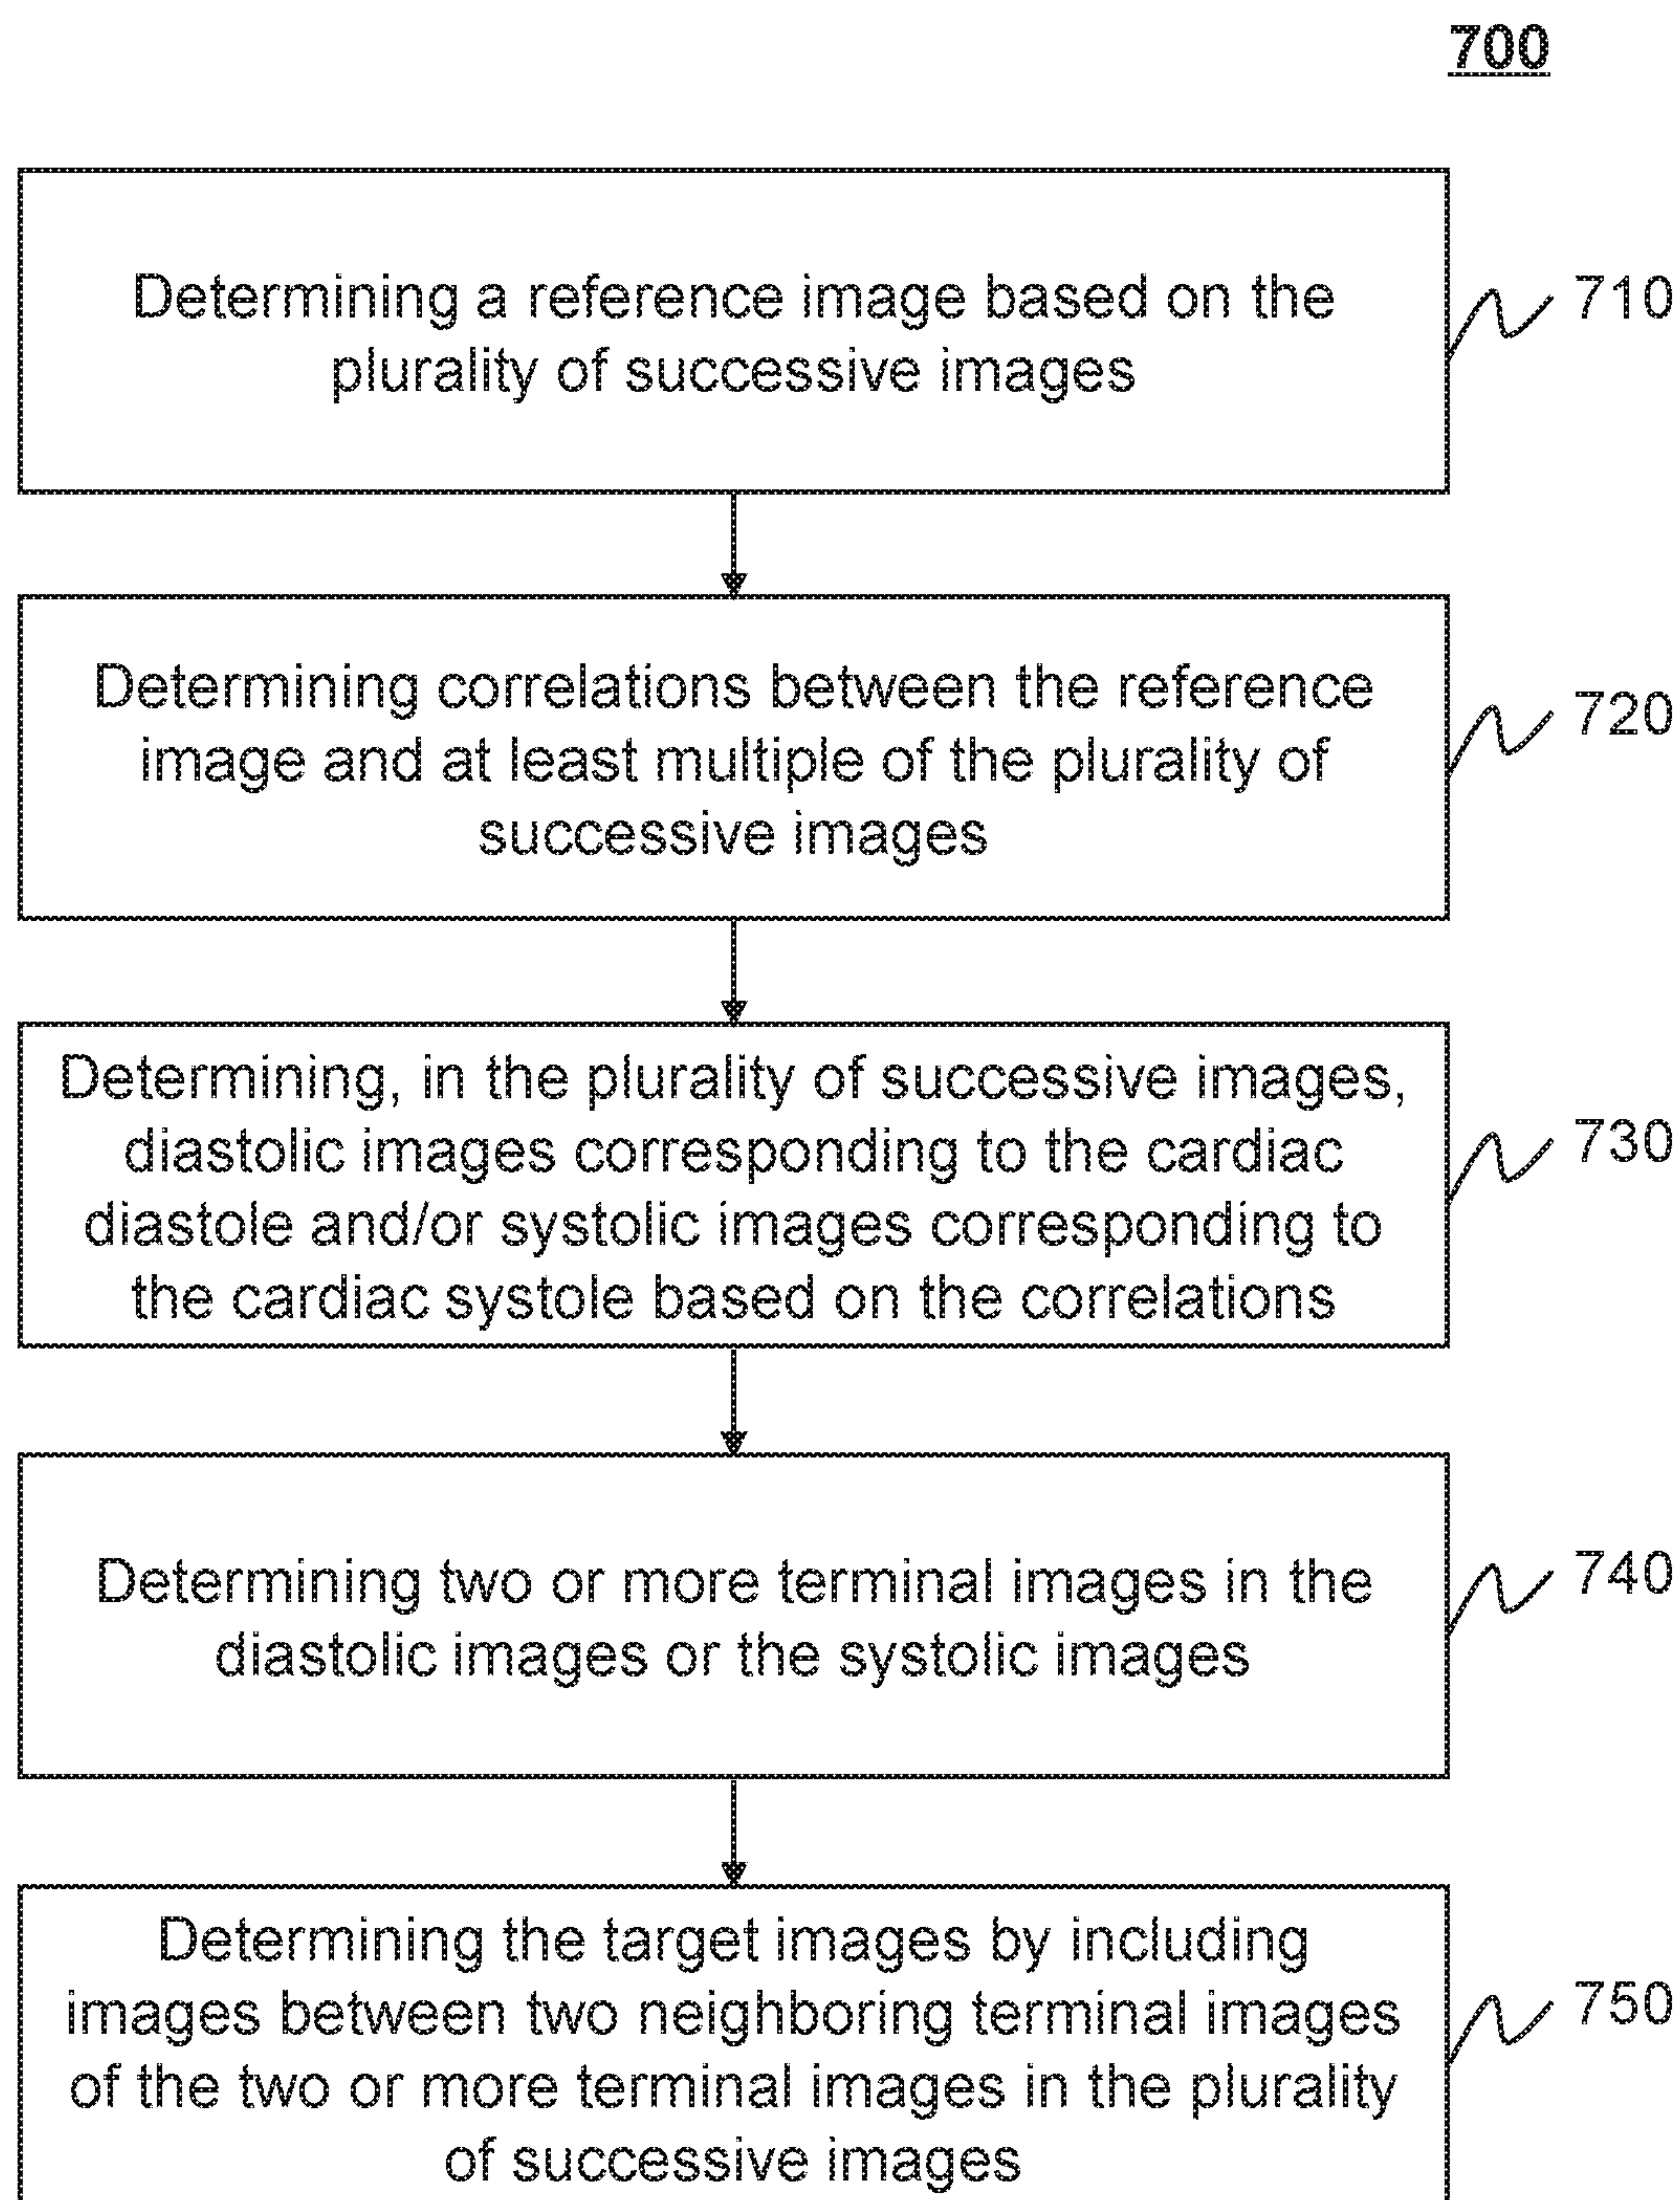 700
Determining a reference image based on the
plurality of successive images
710
Determining correlations between the reference
image and at least multiple of the plurality of
successive images
720
Determining, in the plurality of successive images,
diastolic images corresponding to the cardiac
diastole and/or systolic images corresponding to
the cardiac systole based on the correlations
730
Determining two or more terminal images in the
diastolic images or the systolic images
740
Determining the target images by including
images between two neighboring terminal images
of the two or more terminal images in the plurality
of successive images
750